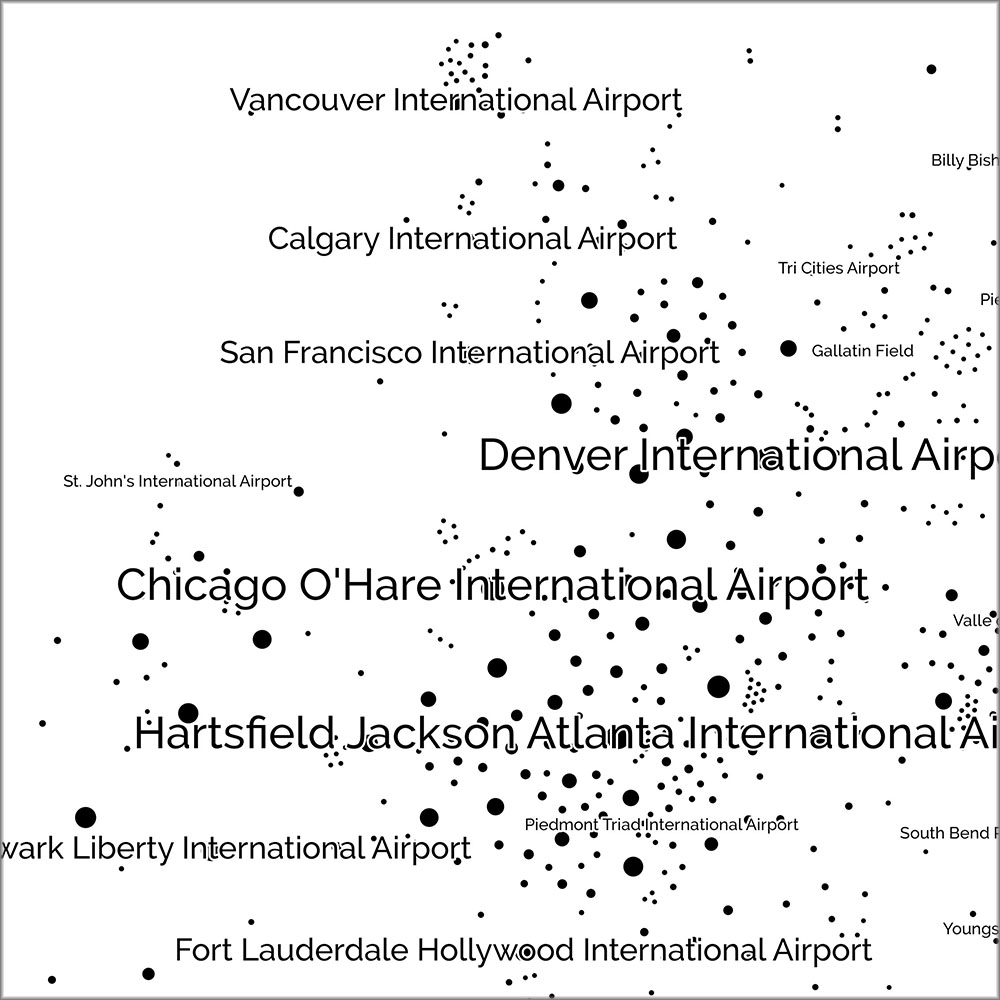 Vancouver International Airport
Billy Bish
Calgary International Airport
Tri Cities Airport
Pie
San Francisco International Airport
Gallatin Field
Denver International Airp
St. John's International Airport
Chicago O'Hare International Airport
Valle
Hartsfield Jackson Atlanta International Ai
Piedmont Triad International Airport
South Bend
wark Liberty International Airport
Youngs
Fort Lauderdale Hollywood International Airport